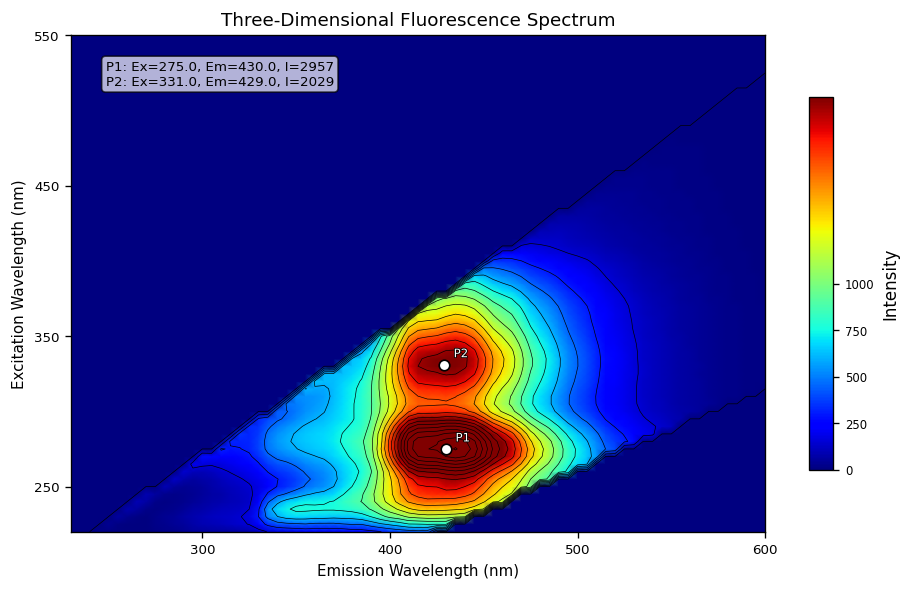 Three-Dimensional Fluorescence Spectrum
P1: Ex=275.0, Em=430.0, I=2957
P2: Ex=331.0, Em=429.0, I=2029
550
450
350
250
Excitation Wavelength (nm)
P2
P1
300
400
500
600
Emission Wavelength (nm)
1000
750
500
250
0
Intensity